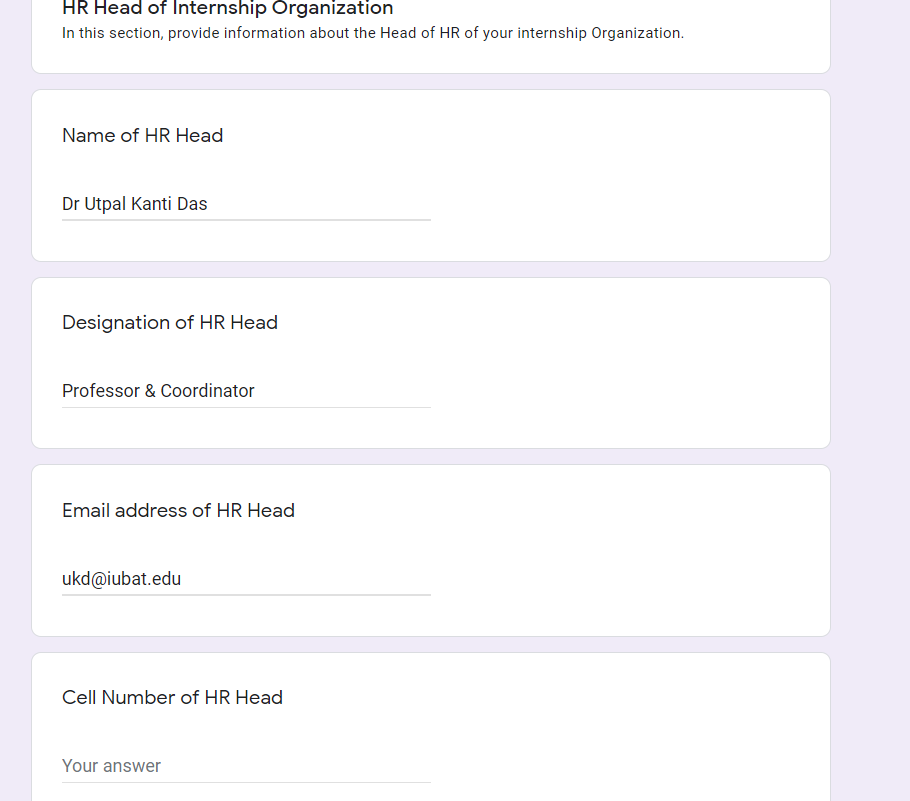 HR Head of Internship Organization
In this section, provide information about the Head of HR of your internship Organization.
Name of HR Head
Dr Utpal Kanti Das
Designation of HR Head
Professor & Coordinator
Email address of HR Head
ukd@iubat.edu
Cell Number of HR Head
Your answer